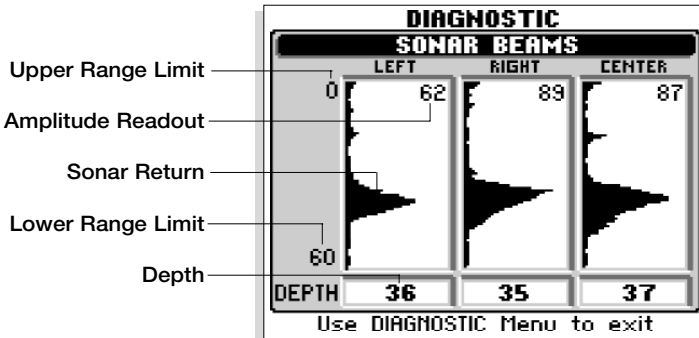 DIAGNOSTIC
SONAR BEAMS
LEFT RIGHT CENTER
Upper Range Limit 0 62 89 87
Amplitude Readout
Sonar Return
Lower Range Limit
60
Depth
DEPTH 36 35 37
Use DIAGNOSTIC Menu to exit